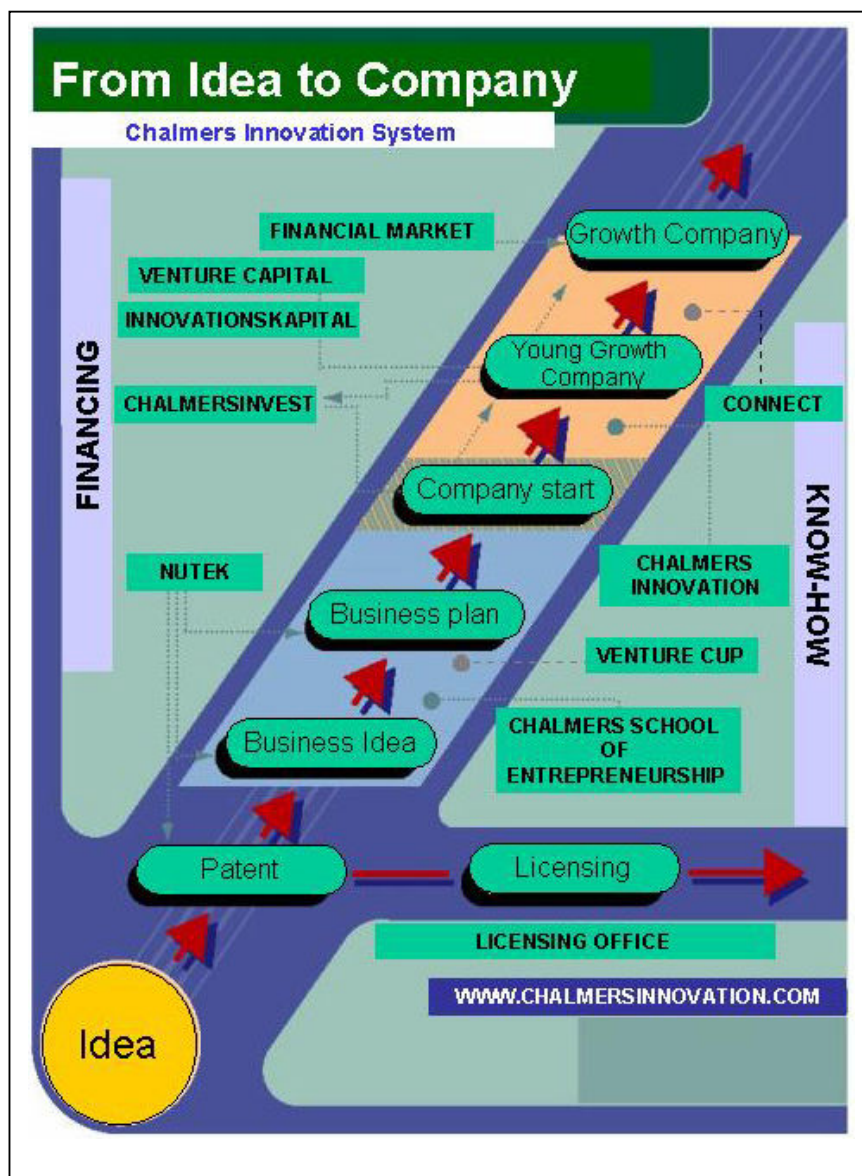 From Idea to Company
Chalmers Innovation System
FINANCIAL MARKET
Growth Company
VENTURE CAPITAL
INNOVATIONSKAPITAL
Young Growth
Company
FINANCING
CHALMERSINVEST
CONNECT
Company start
KNOW-HOW
NUTEK
CHALMERS
INNOVATION
Business plan
VENTURE CUP
Business Idea
CHALMERS SCHOOL
OF
ENTREPRENEURSHIP
Patent
Licensing
LICENSING OFFICE
WWW.CHALMERSINNOVATION.COM
Idea